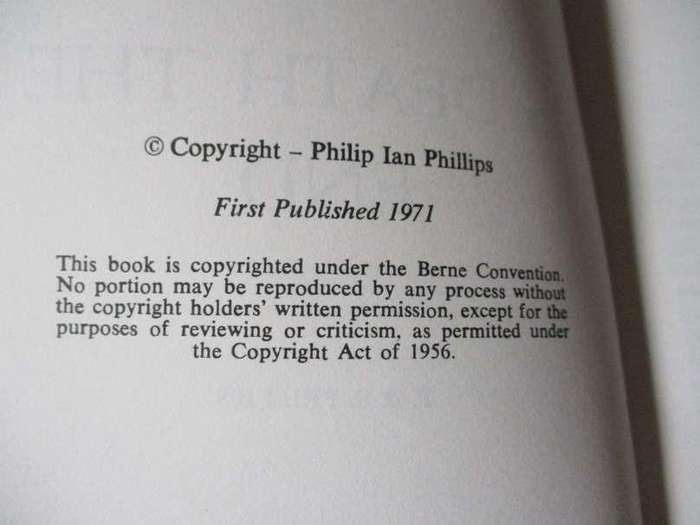 © Copyright – Philip Ian Phillips
First Published 1971
This book is copyrighted under the Berne Convention.
No portion may be reproduced by any process without
the copyright holders' written permission, except for the
purposes of reviewing or criticism, as permitted under
the Copyright Act of 1956.